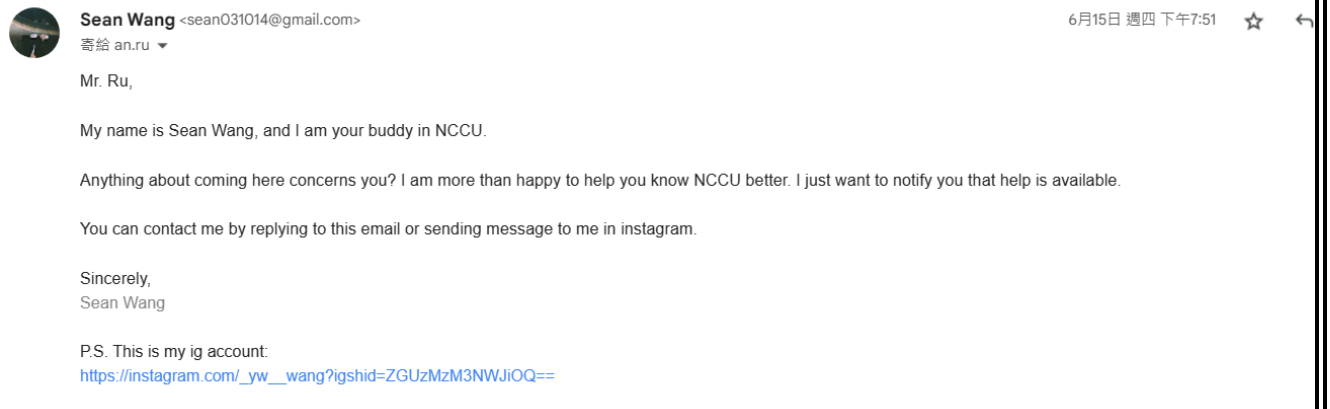 Sean Wang <sean031014@gmail.com>
6月15日 週四 下午7:51
寄給 an.ru
Mr. Ru,
My name is Sean Wang, and I am your buddy in NCCU.
Anything about coming here concerns you? I am more than happy to help you know NCCU better. I just want to notify you that help is available.
You can contact me by replying to this email or sending message to me in instagram.
Sincerely,
Sean Wang
P.S. This is my ig account:
https://instagram.com/_yw__wang?igshid=ZGUzMzM3NWJiOQ==